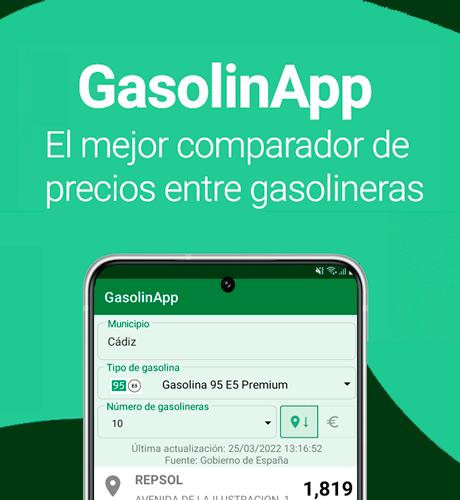 GasolinApp
El mejor comparador de
precios entre gasolineras
GasolinApp
Municipio
Cádiz
Tipo de gasolina
95 E5 Gasolina 95 E5 Premium
Número de gasolineras
10 €
Última actualización: 25/03/2022 13:16:52
Fuente: Gobierno de España
REPSOL
1,819
AVENIDA DE LA ILUSTRACION, 1